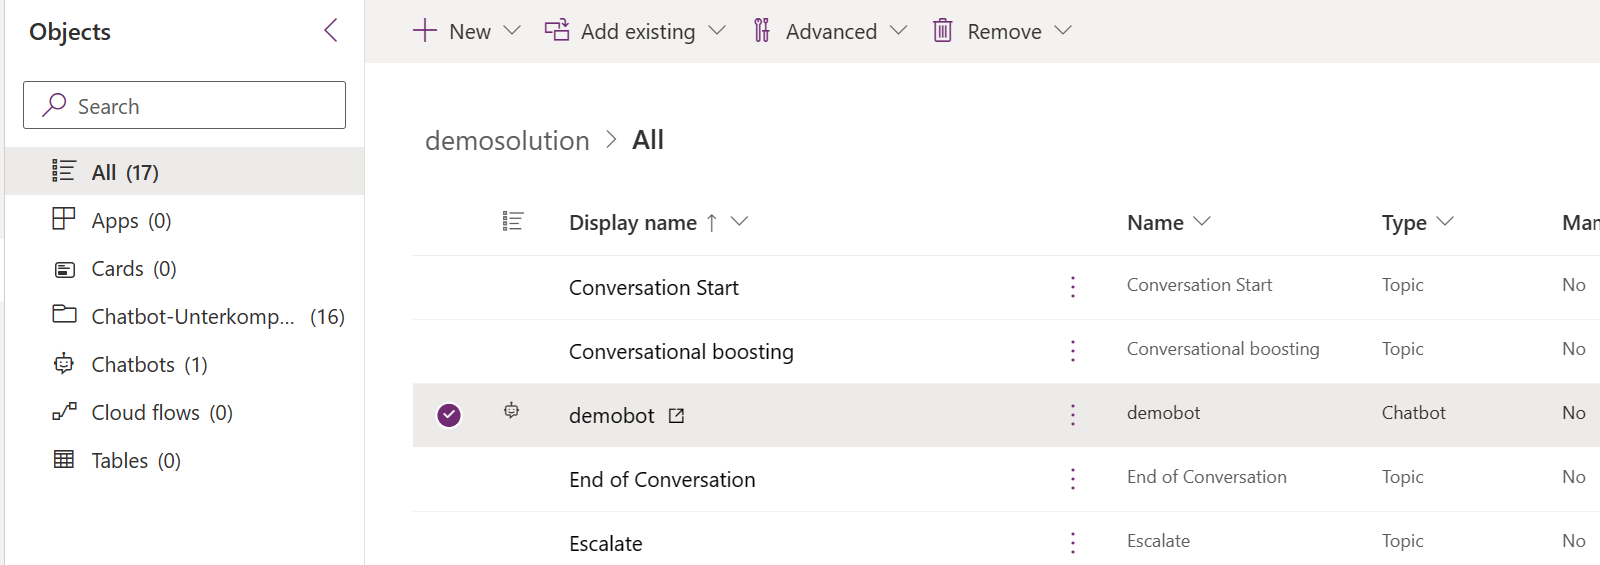 Objects
New
Add existing
Advanced
Remove
Search
All (17)
Apps (0)
Cards (0)
Chatbot-Unterkomp... (16)
Chatbots (1)
Cloud flows (0)
Tables (0)
demosolution > All
Display name ↑ Name Type
Conversation Start Conversation Start Topic No
Conversational boosting Conversational boosting Topic No
demobot demobot Chatbot No
End of Conversation End of Conversation Topic No
Escalate Escalate Topic No